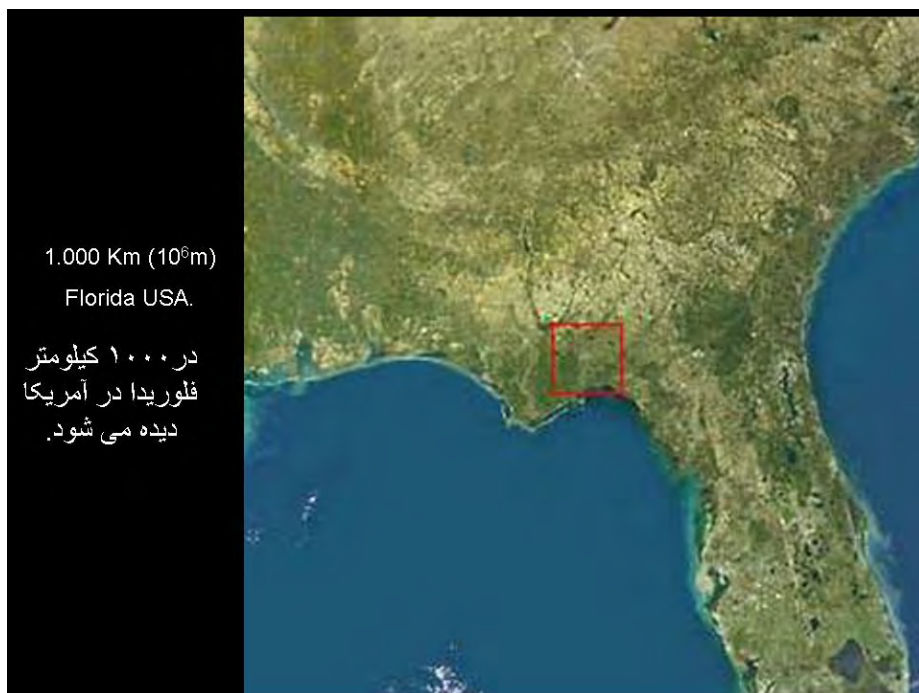 1.000 Km (10⁶m)
Florida USA.
در ۱۰۰۰ کیلومتر
فلوریدا در آمریکا
دیده می شود.